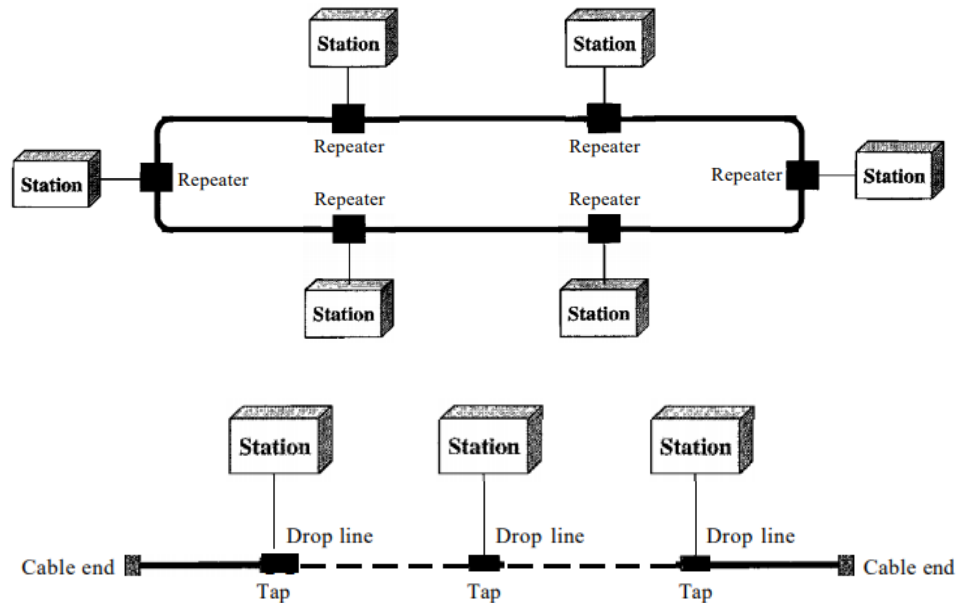 Station
Station
Repeater
Repeater
Station
Repeater
Repeater
Station
Repeater
Repeater
Station
Station
Station
Station
Station
Drop line
Drop line
Drop line
Cable end
Cable end
Tap
Tap
Tap